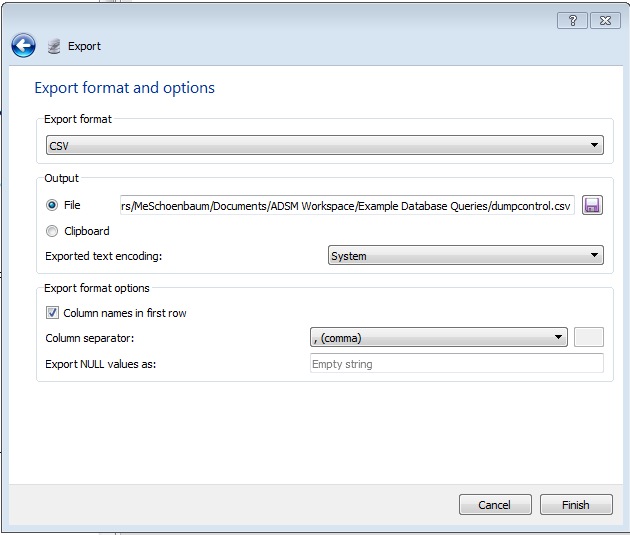 ?
Export
Export format and options
Export format
CSV
Output
File rs/MeSchoenbaum/Documents/ADSM Workspace/Example Database Queries/dumpcontrol.csv
Clipboard
Exported text encoding: System
Export format options
Column names in first row
Column separator: , (comma)
Export NULL values as: Empty string
Cancel Finish